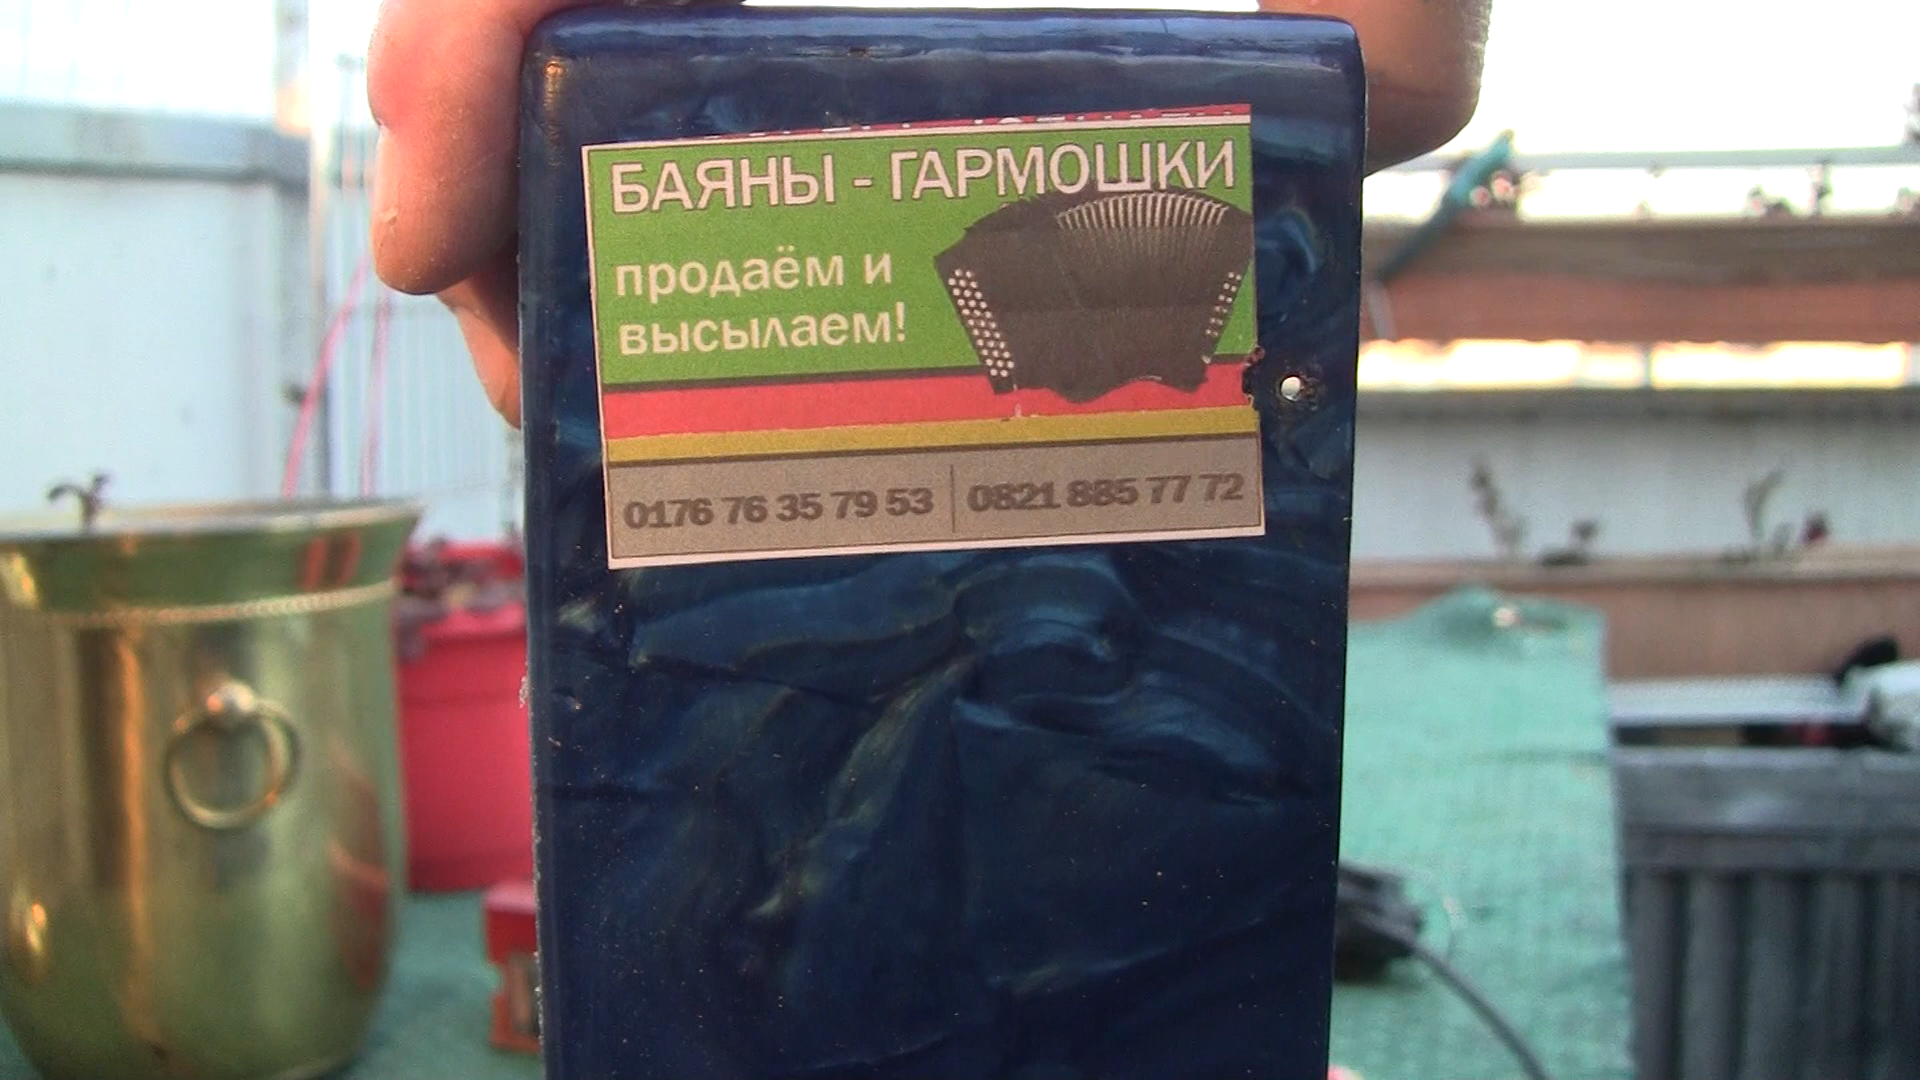 БАЯНЫ - ГАРМОШКИ
продаём и
высылаем!
0176 76 35 79 53
0821 885 77 72